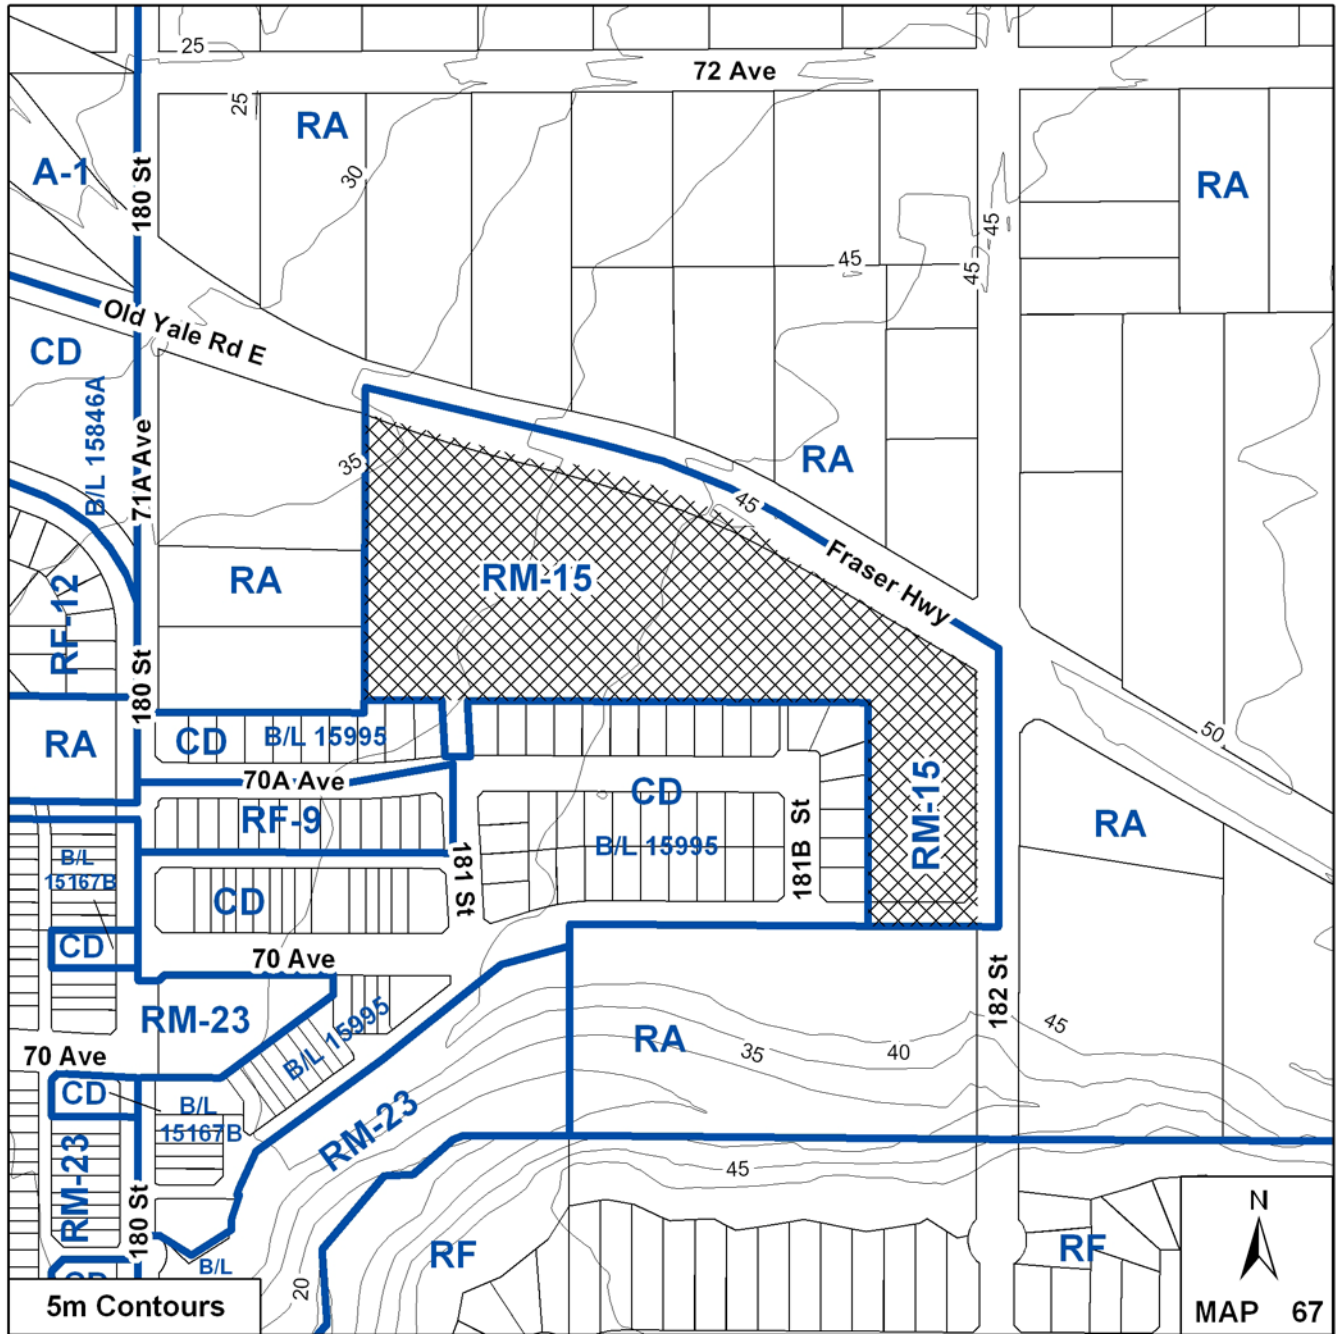 25
72 Ave
25
RA
30
A-1
180 St
RA
45
45
45
Old Yale Rd E
CD
B/L 15846A
71A Ave
35
RA
45
RM-15
Fraser Hwy
RA
RF-12
180 St
50
RA
CD
B/L 15995
70A Ave
CD
RM-15
RF-9
B/L 15995
181B St
RA
B/L
15167B
181 St
CD
CD
70 Ave
182 St
RM-23
B/L 15995
45
RA
35
40
70 Ave
CD
B/L
15167B
RM-23
RM-23
45
180 St
RF
RF
N
B/L
CD
20
5m Contours
MAP 67